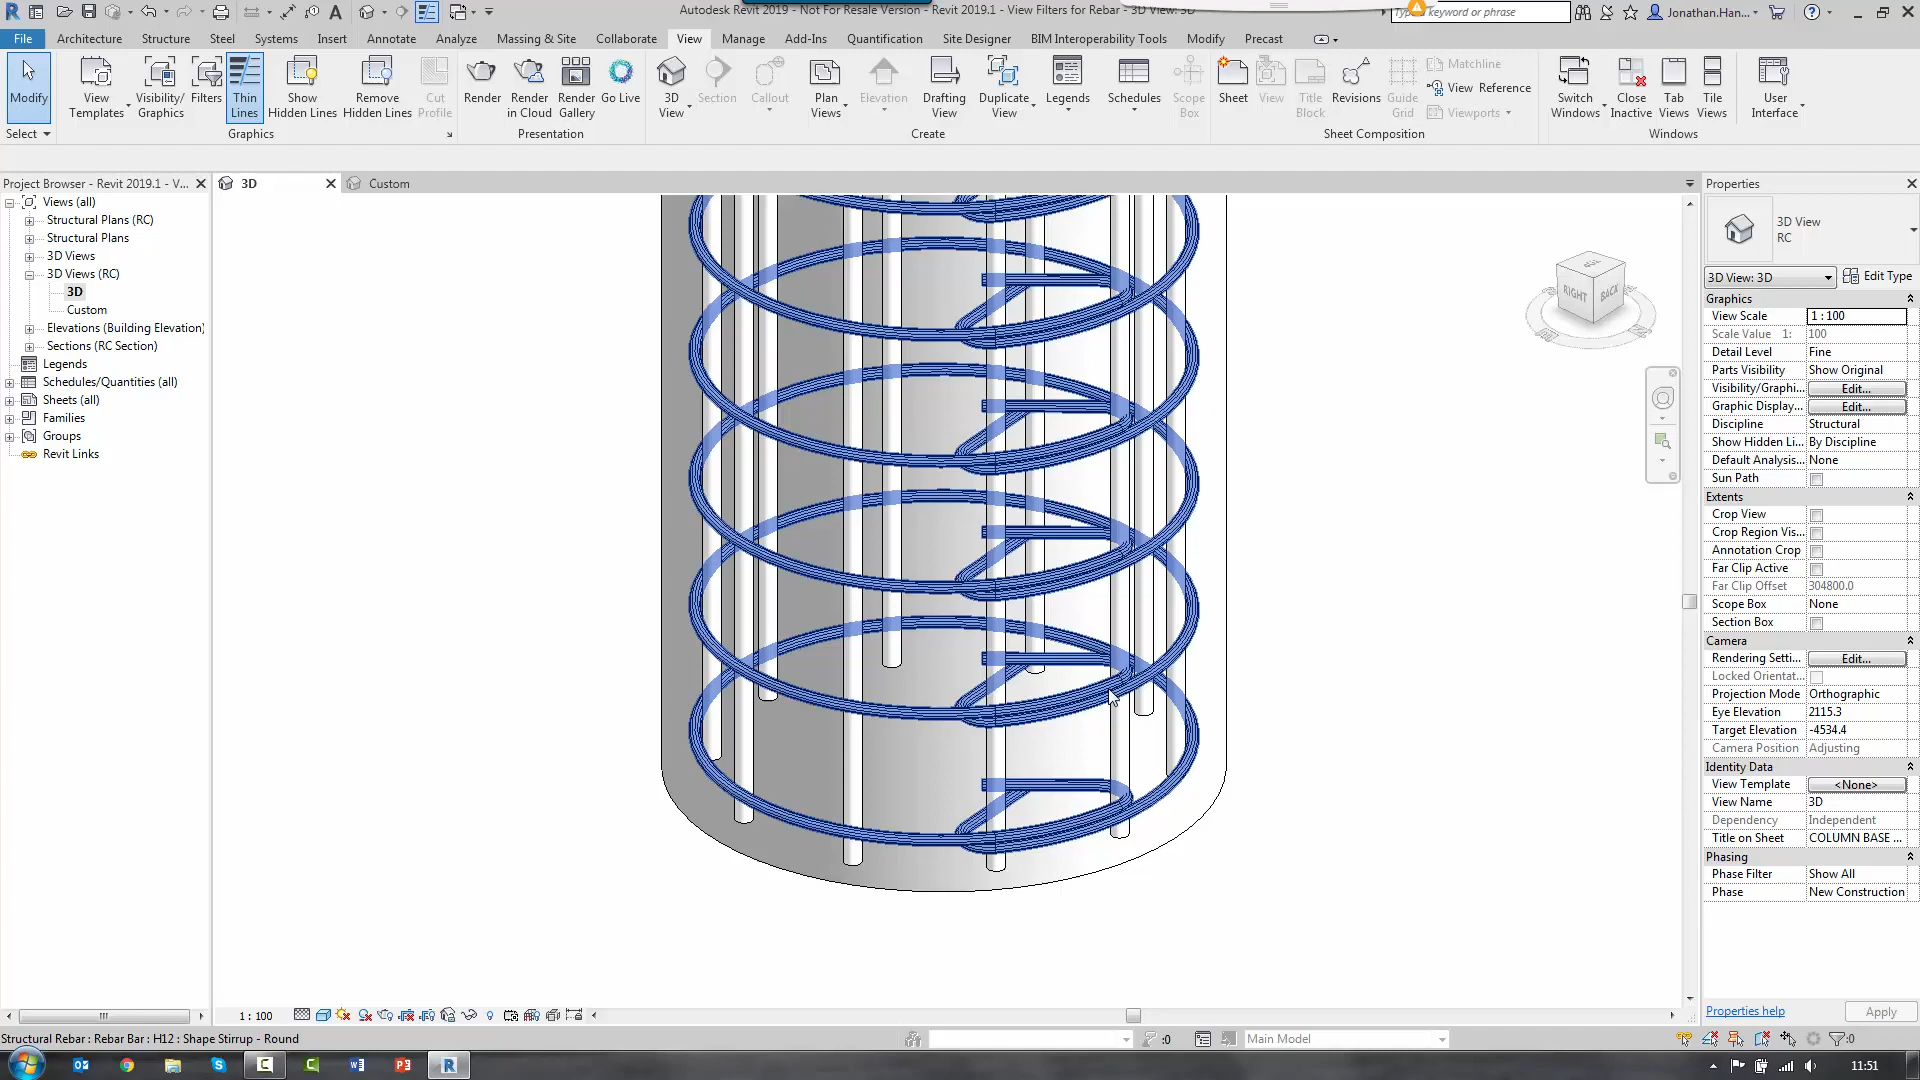 Autodesk Revit 2019 - Not For Resale Version - Revit 2019.1 - View Filters for Rebar - 3D View: 3D
keyword or phrase
Jonathan.Han...
File Architecture Structure Steel Systems Insert Annotate Analyze Massing & Site Collaborate View Manage Add-Ins Quantification Site Designer BIM Interoperability Tools Modify Precast
Modify
View Templates
Visibility/ Graphics
Filters
Thin Lines
Show Hidden Lines
Remove Hidden Lines
Cut Profile
Render
Render in Cloud
Render Gallery
Go Live
3D View
Section
Callout
Plan Views
Elevation
Drafting View
Duplicate View
Legends
Schedules
Scope Box
Sheet
View
Title Block
Revisions
Guide Grid
Matchline
View Reference
Viewports
Switch Windows
Close Inactive
Tab Views
Tile Views
User Interface
Select Graphics Presentation Create Sheet Composition Windows
Project Browser - Revit 2019.1 - V...
Views (all)
Structural Plans (RC)
Structural Plans
3D Views
3D Views (RC)
3D
Custom
Elevations (Building Elevation)
Sections (RC Section)
Legends
Schedules/Quantities (all)
Sheets (all)
Families
Groups
Revit Links
3D
Custom
RIGHT
BACK
Properties
3D View
RC
3D View: 3D
Edit Type
Graphics
View Scale 1 : 100
Scale Value 1: 100
Detail Level Fine
Parts Visibility Show Original
Visibility/Graphi... Edit...
Graphic Display... Edit...
Discipline Structural
Show Hidden Li... By Discipline
Default Analysis... None
Sun Path
Extents
Crop View
Crop Region Vis...
Annotation Crop
Far Clip Active
Far Clip Offset 304800.0
Scope Box None
Section Box
Camera
Rendering Setti... Edit...
Locked Orientat...
Projection Mode Orthographic
Eye Elevation 2115.3
Target Elevation -4534.4
Camera Position Adjusting
Identity Data
View Template <None>
View Name 3D
Dependency Independent
Title on Sheet COLUMN BASE ...
Phasing
Phase Filter Show All
Phase New Construction
Properties help
Apply
1 : 100
Structural Rebar : Rebar Bar : H12 : Shape Stirrup - Round
:0
Main Model
:0
11:51